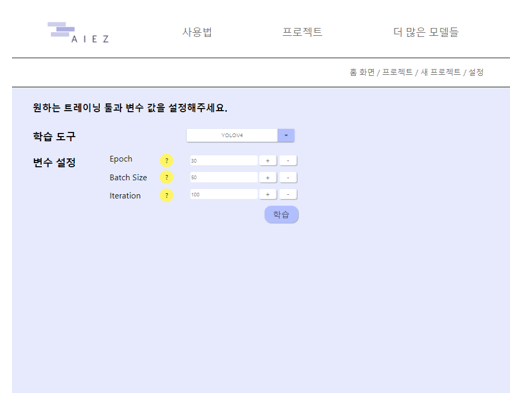 AIEZ
사용법 프로젝트 더 많은 모델들
홈 화면 / 프로젝트 / 새 프로젝트 / 설정
원하는 트레이닝 툴과 변수 값을 설정해주세요.
학습 도구 YOLOV4
변수 설정 Epoch ? 30 + -
Batch Size ? 60 + -
Iteration ? 100 + -
학습